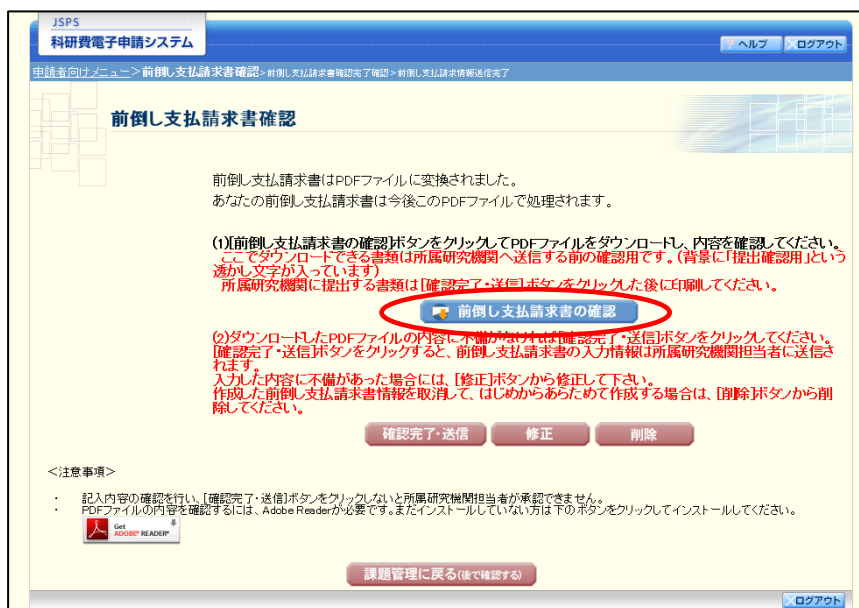 JSPS
科研費電子申請システム
ヘルプ
ログアウト
申請者向けメニュー>前倒し支払請求書確認>前倒し支払請求書確認完了確認>前倒し支払請求情報送信完了
前倒し支払請求書確認
前倒し支払請求書はPDFファイルに変換されました。
あなたの前倒し支払請求書は今後このPDFファイルで処理されます。
(1)[前倒し支払請求書の確認]ボタンをクリックしてPDFファイルをダウンロードし、内容を確認してください。
ここでダウンロードできる書類は所属研究機関へ送信する前の確認用です。(背景に「提出確認用」という
透かし文字が入っています)
所属研究機関に提出する書類は[確認完了・送信]ボタンをクリックした後に印刷してください。
前倒し支払請求書の確認
(2)ダウンロードしたPDFファイルの内容に不備がなければ[確認完了・送信]ボタンをクリックしてください。
[確認完了・送信]ボタンをクリックすると、前倒し支払請求書の入力情報は所属研究機関担当者に送信さ
れます。
入力した内容に不備があった場合には、[修正]ボタンから修正して下さい。
作成した前倒し支払請求書情報を取消して、はじめからあらためて作成する場合は、[削除]ボタンから削
除してください。
確認完了・送信
修正
削除
<注意事項>
・ 記入内容の確認を行い、[確認完了・送信]ボタンをクリックしないと所属研究機関担当者が承認できません。
・ PDFファイルの内容を確認するには、Adobe Readerが必要です。まだインストールしていない方は下のボタンをクリックしてインストールしてください。
Get
ADOBE® READER®
課題管理に戻る(後で確認する)
ログアウト